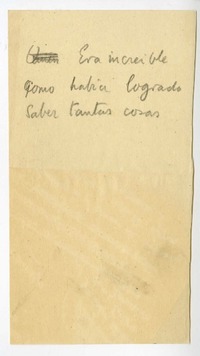 Era increible
como habia logrado
saber tantas cosas